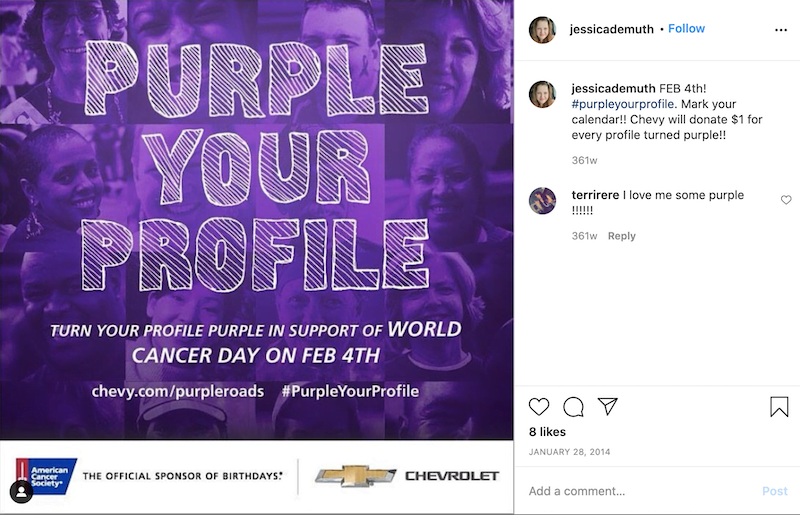 PURPLE
YOUR
PROFILE
TURN YOUR PROFILE PURPLE IN SUPPORT OF WORLD
CANCER DAY ON FEB 4TH
chevy.com/purpleroads #PurpleYourProfile
American
Cancer
Society®
THE OFFICIAL SPONSOR OF BIRTHDAYS.®
CHEVROLET
jessicademuth • Follow
jessicademuth FEB 4th!
#purpleyourprofile. Mark your
calendar!! Chevy will donate $1 for
every profile turned purple!!
361w
terrirere I love me some purple
!!!!!!
361w Reply
8 likes
JANUARY 28, 2014
Add a comment...
Post